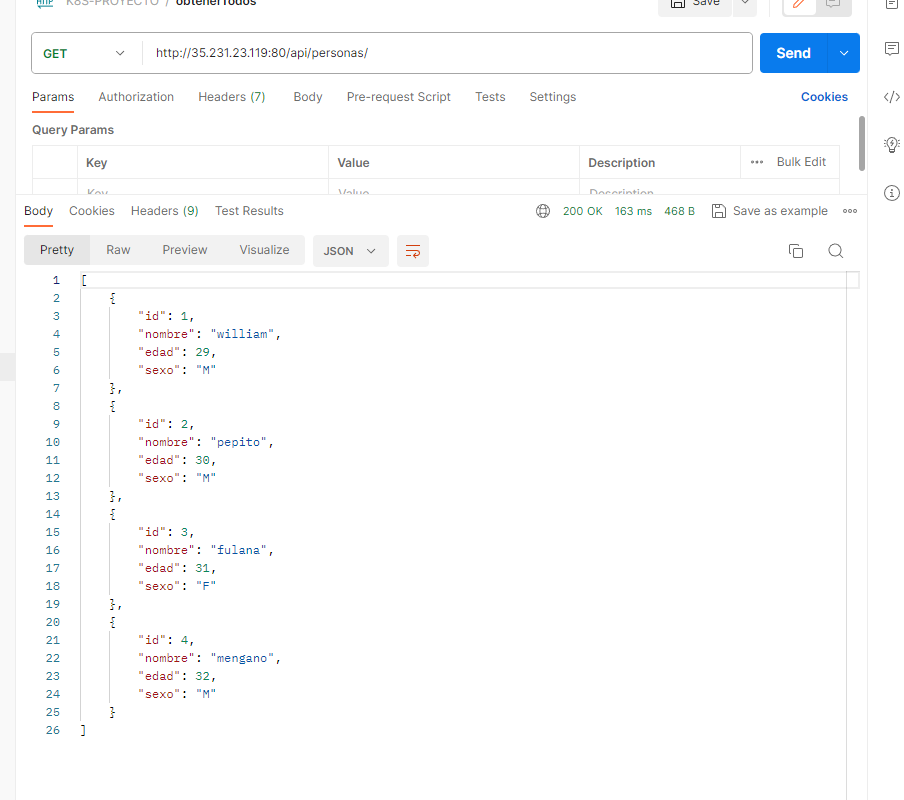 HTTP K8S-PROYECTO / obtenerTodos Save
GET http://35.231.23.119:80/api/personas/ Send
Params Authorization Headers (7) Body Pre-request Script Tests Settings Cookies
Query Params
Key Value Description ••• Bulk Edit
Key Value Description
Body Cookies Headers (9) Test Results 200 OK 163 ms 468 B Save as example •••
Pretty Raw Preview Visualize JSON
1 [
2 {
3 "id": 1,
4 "nombre": "william",
5 "edad": 29,
6 "sexo": "M"
7 },
8 {
9 "id": 2,
10 "nombre": "pepito",
11 "edad": 30,
12 "sexo": "M"
13 },
14 {
15 "id": 3,
16 "nombre": "fulana",
17 "edad": 31,
18 "sexo": "F"
19 },
20 {
21 "id": 4,
22 "nombre": "mengano",
23 "edad": 32,
24 "sexo": "M"
25 }
26 ]